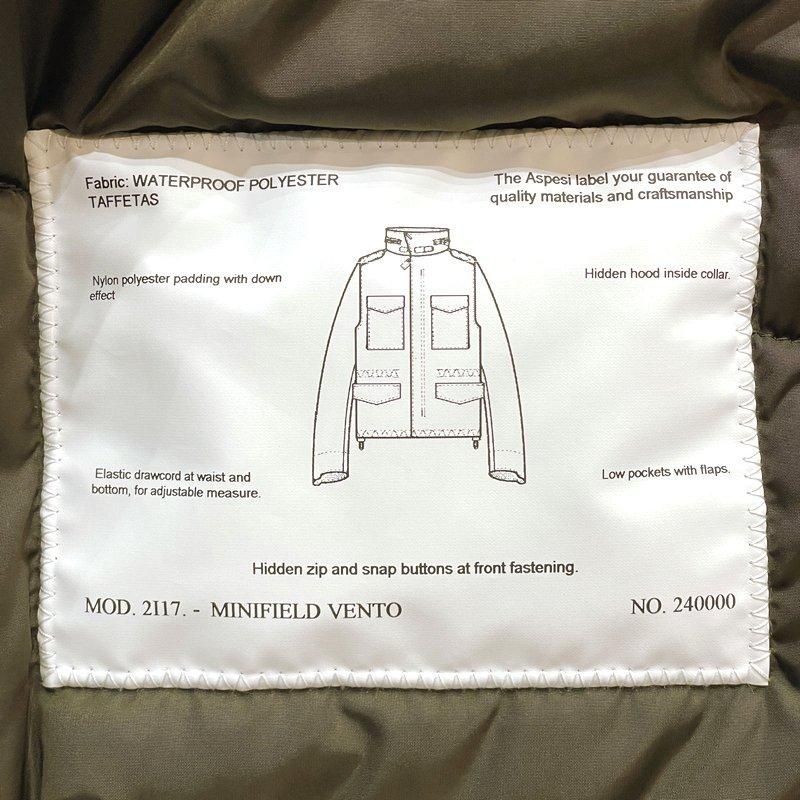 Fabric: WATERPROOF POLYESTER
TAFFETAS
The Aspesi label your guarantee of
quality materials and craftsmanship
Nylon polyester padding with down
effect
Hidden hood inside collar.
Elastic drawcord at waist and
bottom, for adjustable measure.
Low pockets with flaps.
Hidden zip and snap buttons at front fastening.
MOD. 2I17. - MINIFIELD VENTO
NO. 240000